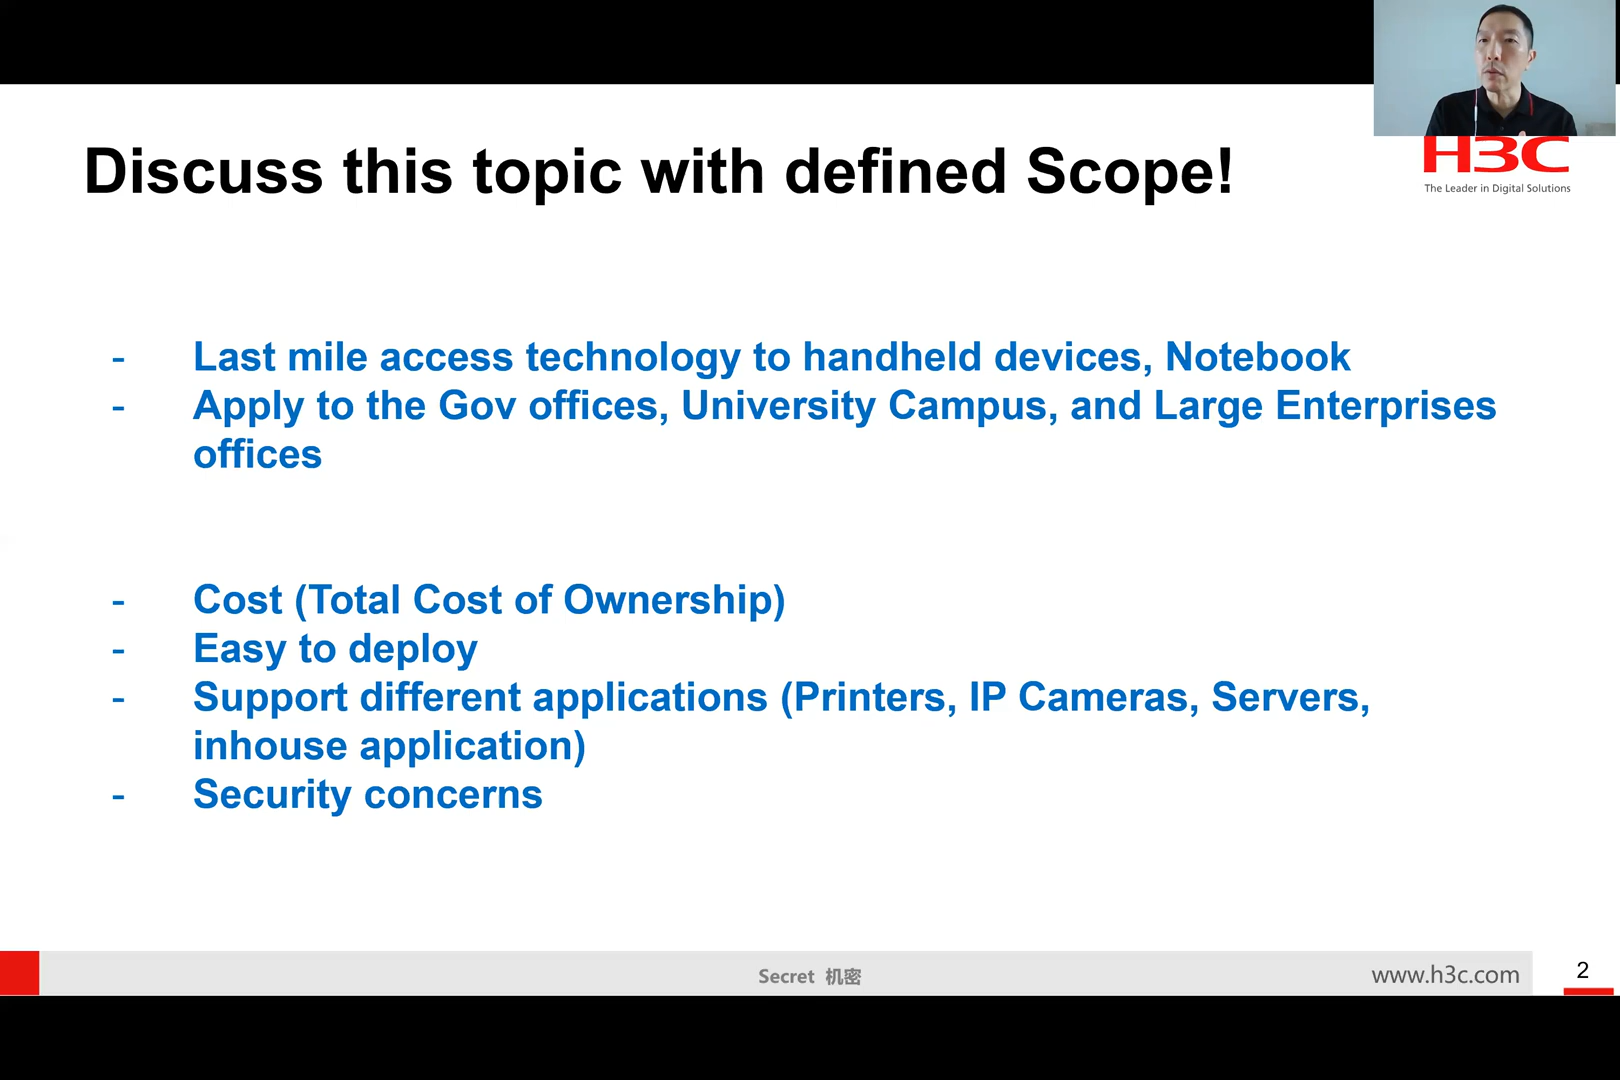 Discuss this topic with defined Scope!
H3C
The Leader in Digital Solutions
- Last mile access technology to handheld devices, Notebook
- Apply to the Gov offices, University Campus, and Large Enterprises
offices
- Cost (Total Cost of Ownership)
- Easy to deploy
- Support different applications (Printers, IP Cameras, Servers,
inhouse application)
- Security concerns
Secret 机密
www.h3c.com
2